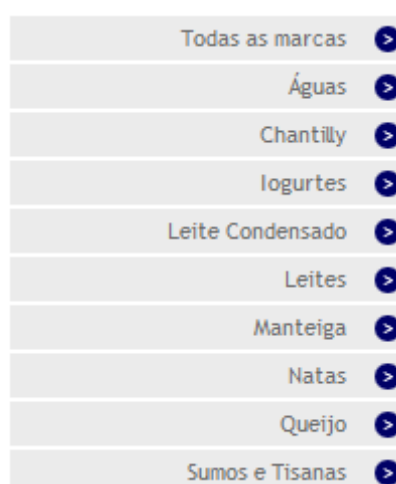 Todas as marcas
Águas
Chantilly
Iogurtes
Leite Condensado
Leites
Manteiga
Natas
Queijo
Sumos e Tisanas